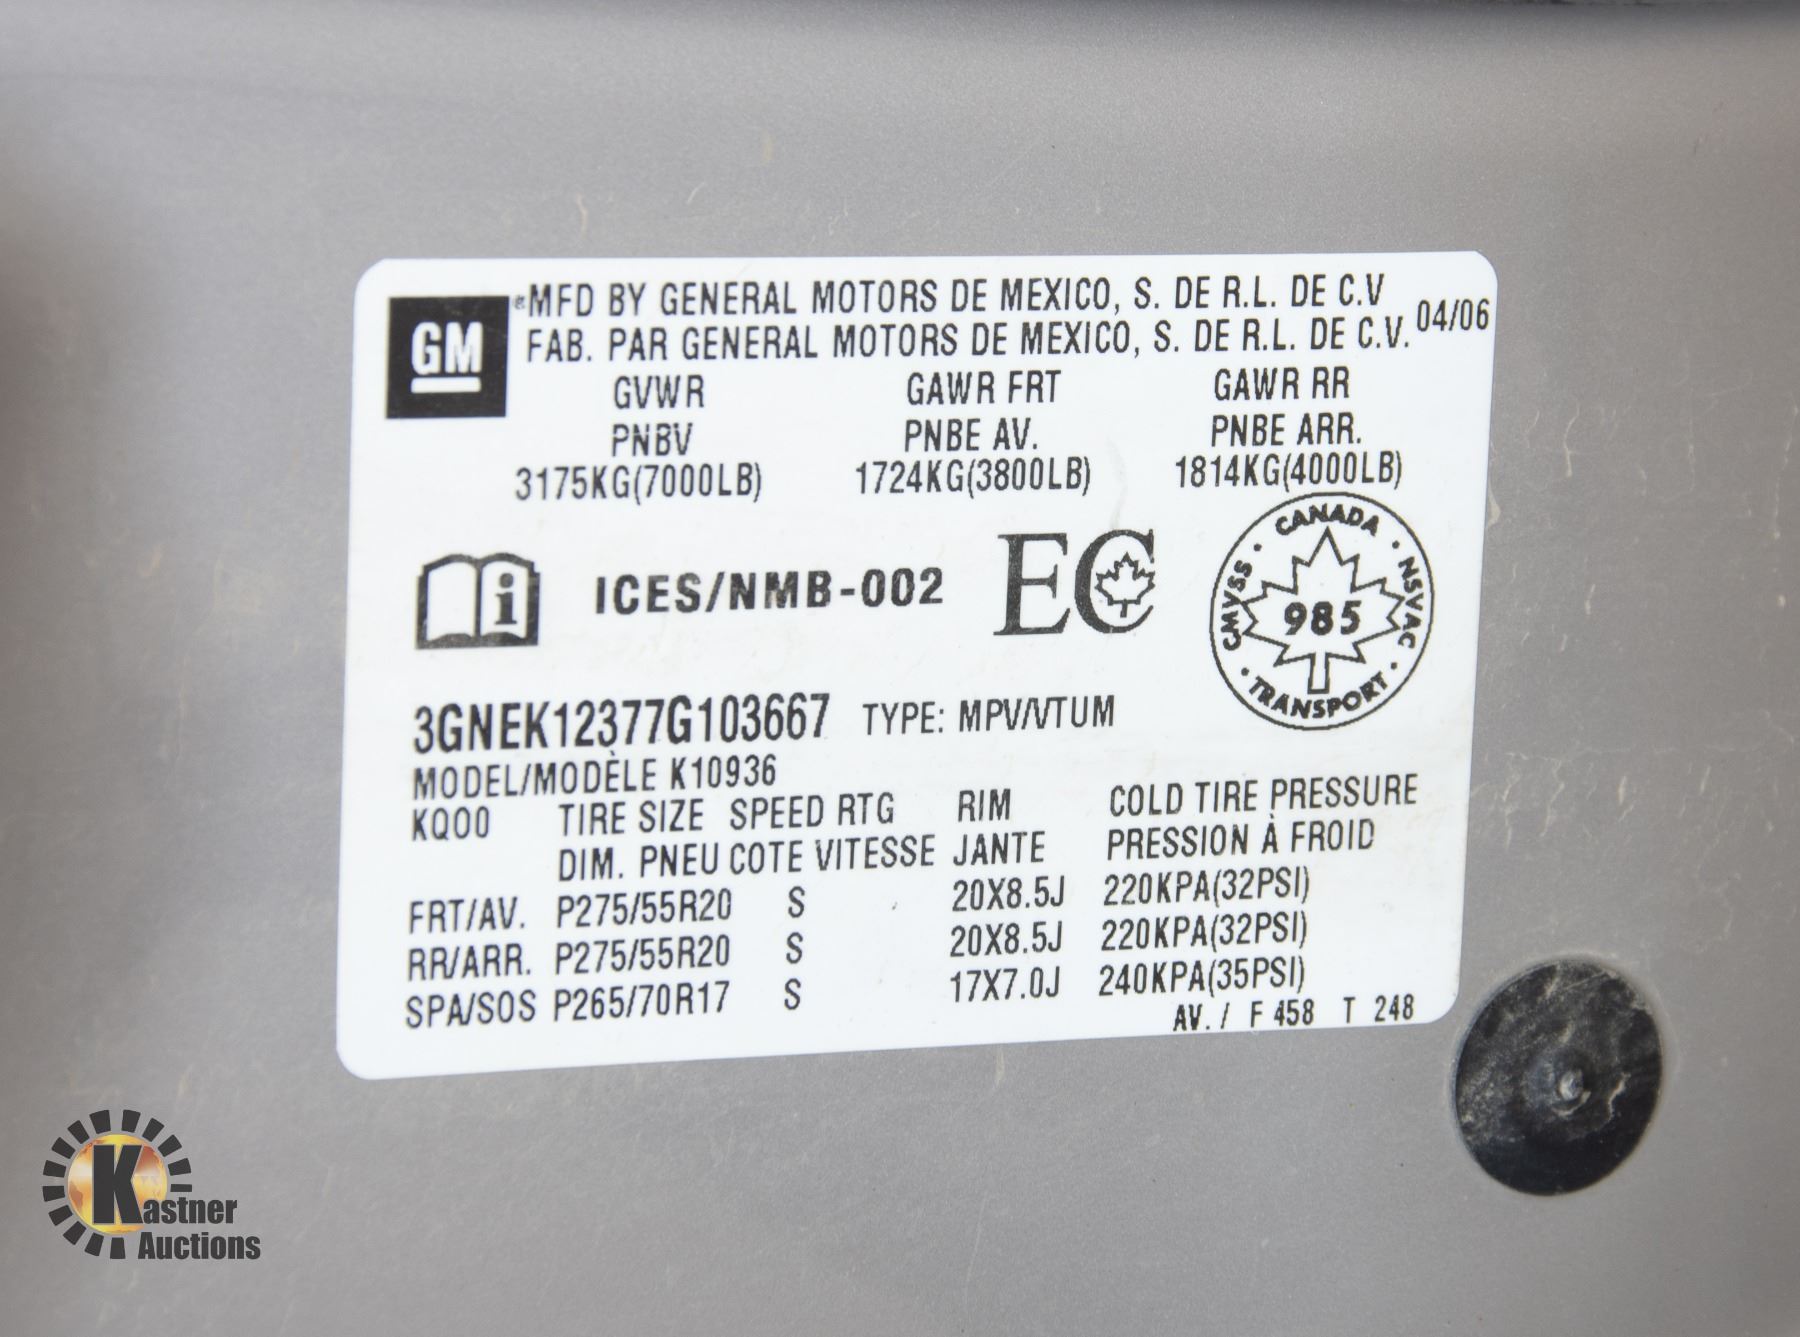 GM
MFD BY GENERAL MOTORS DE MEXICO, S. DE R.L. DE C.V
FAB. PAR GENERAL MOTORS DE MEXICO, S. DE R.L. DE C.V. 04/06
GVWR GAWR FRT GAWR RR
PNBV PNBE AV. PNBE ARR.
3175KG(7000LB) 1724KG(3800LB) 1814KG(4000LB)
i ICES/NMB-002 EC
CANADA · NSVAC · TRANSPORT · CMVSS ·
985
3GNEK12377G103667 TYPE: MPV/VTUM
MODEL/MODÈLE K10936
KQ00 TIRE SIZE SPEED RTG RIM COLD TIRE PRESSURE
DIM. PNEU COTE VITESSE JANTE PRESSION À FROID
FRT/AV. P275/55R20 S 20X8.5J 220KPA(32PSI)
RR/ARR. P275/55R20 S 20X8.5J 220KPA(32PSI)
SPA/SOS P265/70R17 S 17X7.0J 240KPA(35PSI)
AV. / F 458 T 248
Kastner
Auctions